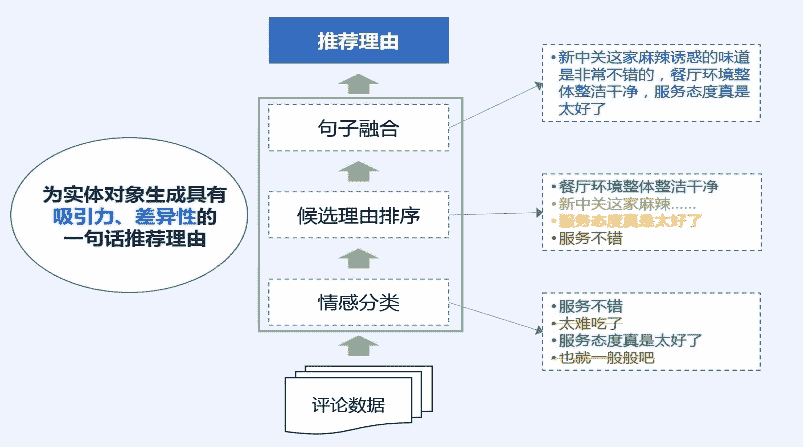 推荐理由
句子融合
候选理由排序
情感分类
评论数据
为实体对象生成具有
吸引力、差异性的
一句话推荐理由
•新中关这家麻辣诱惑的味道
是非常不错的，餐厅环境整
体整洁干净，服务态度真是
太好了
•餐厅环境整体整洁干净
•新中关这家麻辣......
•服务态度真是太好了
•服务不错
•服务不错
•太难吃了
•服务态度真是太好了
•也就一般般吧